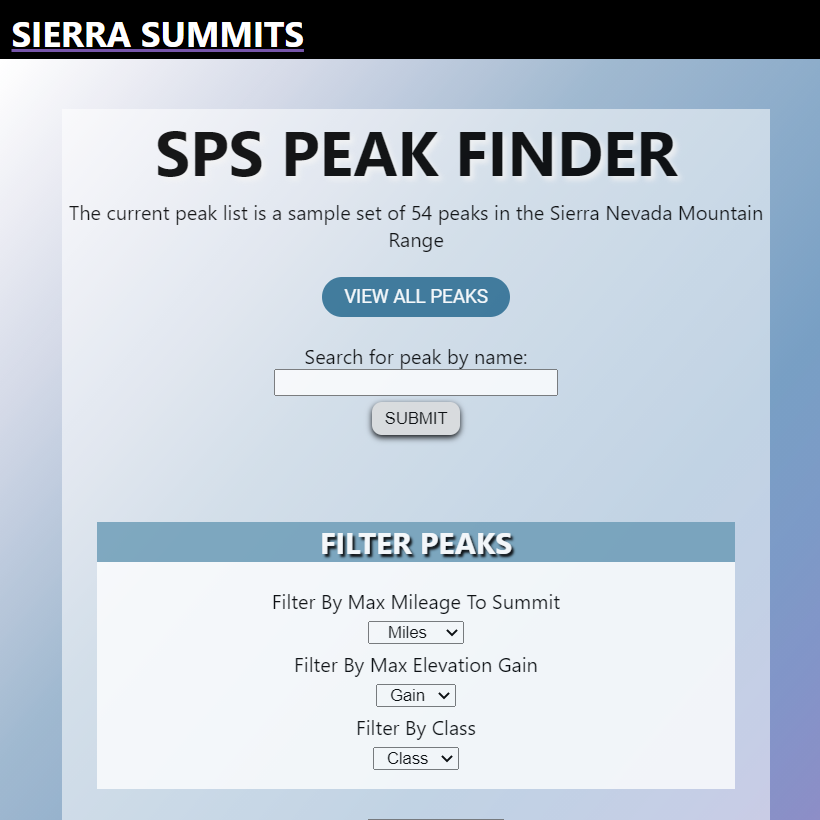 SIERRA SUMMITS
SPS PEAK FINDER
The current peak list is a sample set of 54 peaks in the Sierra Nevada Mountain
Range
VIEW ALL PEAKS
Search for peak by name:
SUBMIT
FILTER PEAKS
Filter By Max Mileage To Summit
Miles
Filter By Max Elevation Gain
Gain
Filter By Class
Class